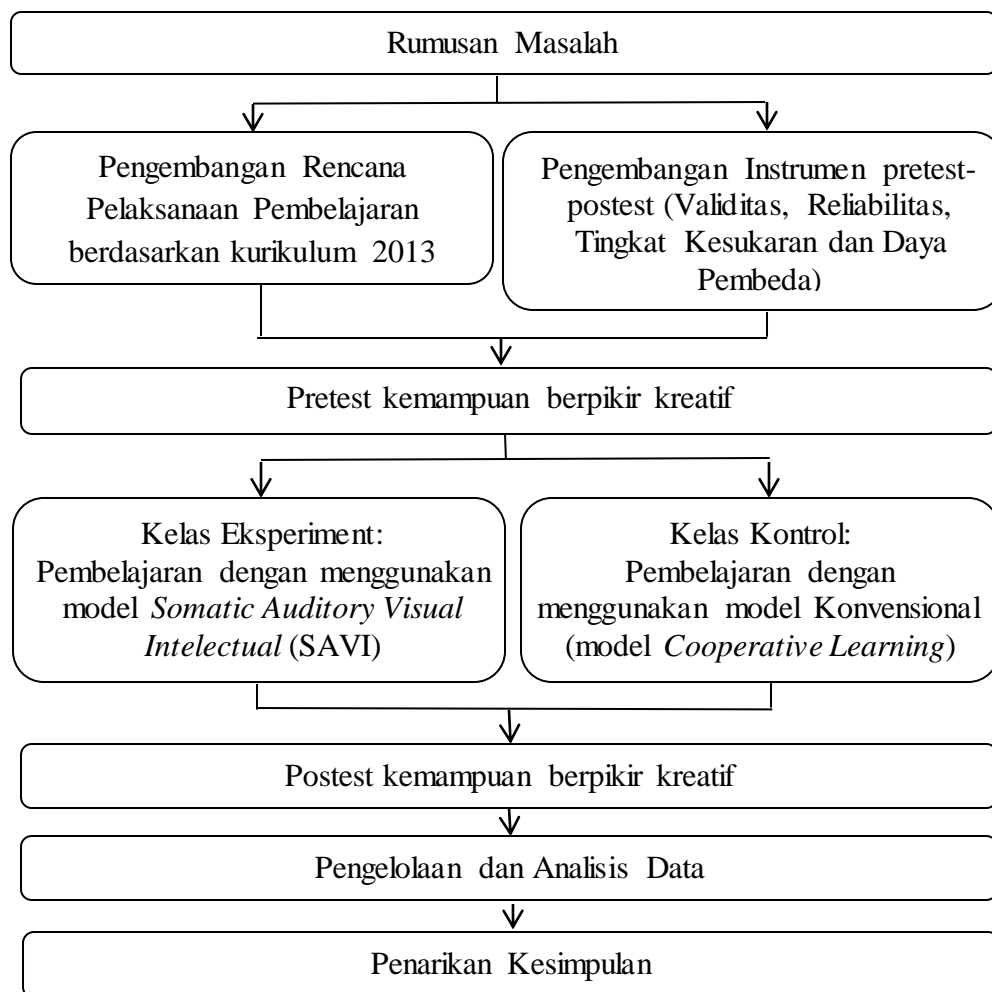 Rumusan Masalah
Pengembangan Rencana
Pelaksanaan Pembelajaran
berdasarkan kurikulum 2013
Pengembangan Instrumen pretest-
postest (Validitas, Reliabilitas,
Tingkat Kesukaran dan Daya
Pembeda)
Pretest kemampuan berpikir kreatif
Kelas Eksperiment:
Pembelajaran dengan menggunakan
model Somatic Auditory Visual
Intelectual (SAVI)
Kelas Kontrol:
Pembelajaran dengan
menggunakan model Konvensional
(model Cooperative Learning)
Postest kemampuan berpikir kreatif
Pengelolaan dan Analisis Data
Penarikan Kesimpulan